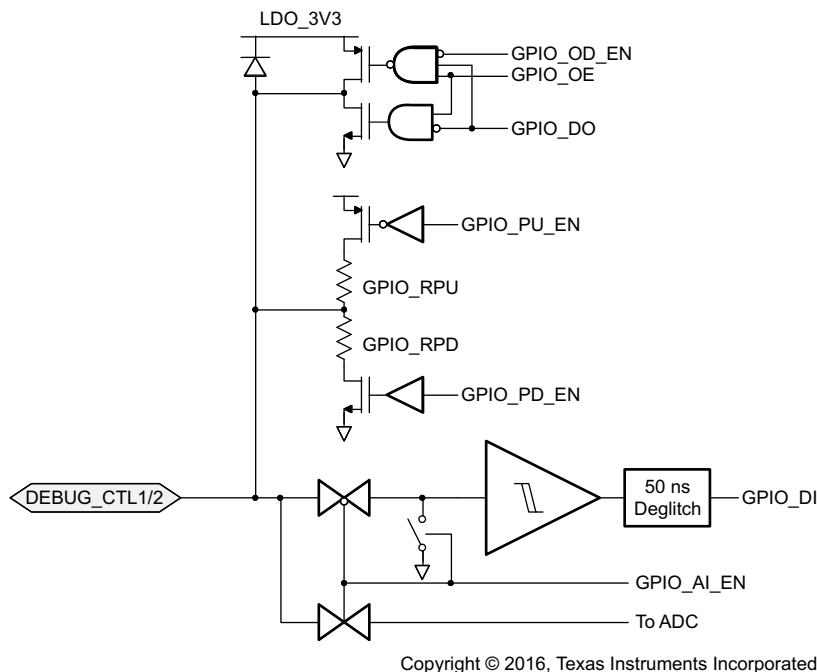 LDO_3V3
GPIO_OD_EN
GPIO_OE
GPIO_DO
GPIO_PU_EN
GPIO_RPU
GPIO_RPD
GPIO_PD_EN
DEBUG_CTL1/2
50 ns
Deglitch
GPIO_DI
GPIO_AI_EN
To ADC
Copyright © 2016, Texas Instruments Incorporated